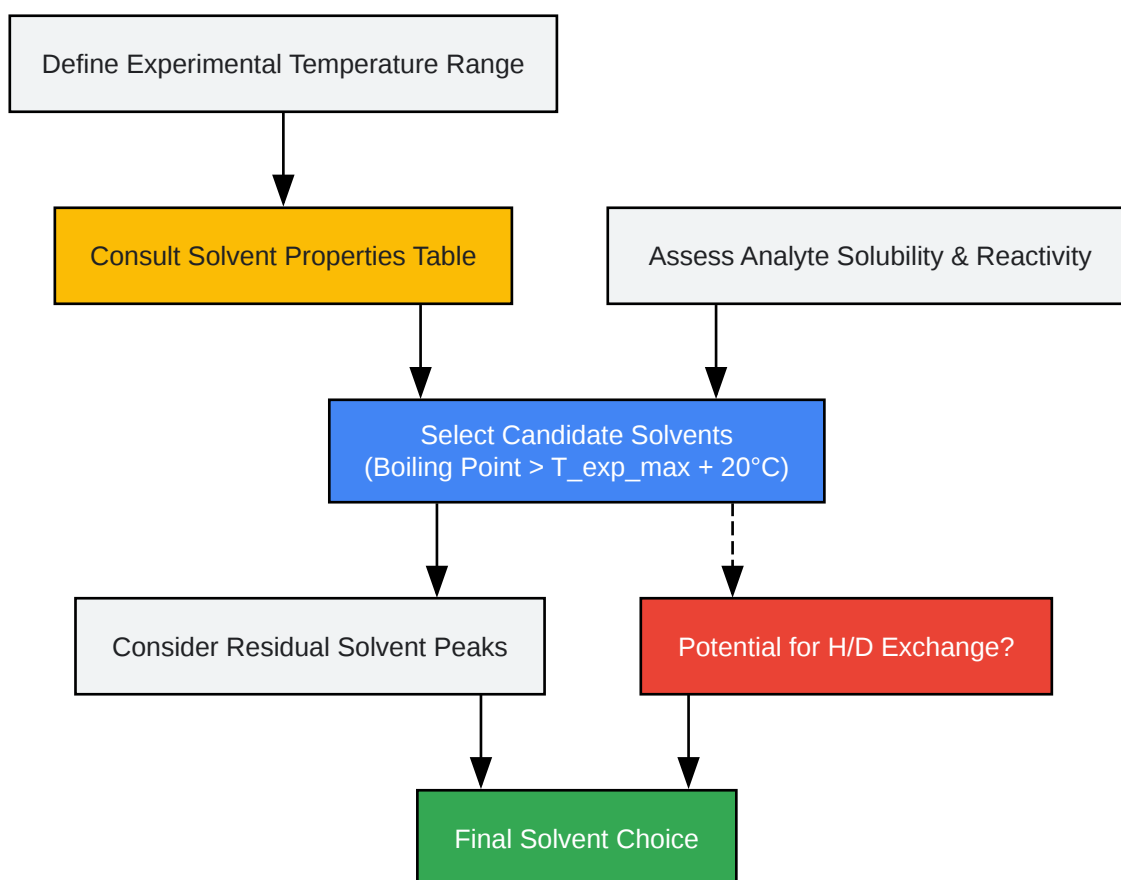 Define Experimental Temperature Range
Consult Solvent Properties Table
Assess Analyte Solubility & Reactivity
Select Candidate Solvents
(Boiling Point > T_exp_max + 20°C)
Consider Residual Solvent Peaks
Potential for H/D Exchange?
Final Solvent Choice